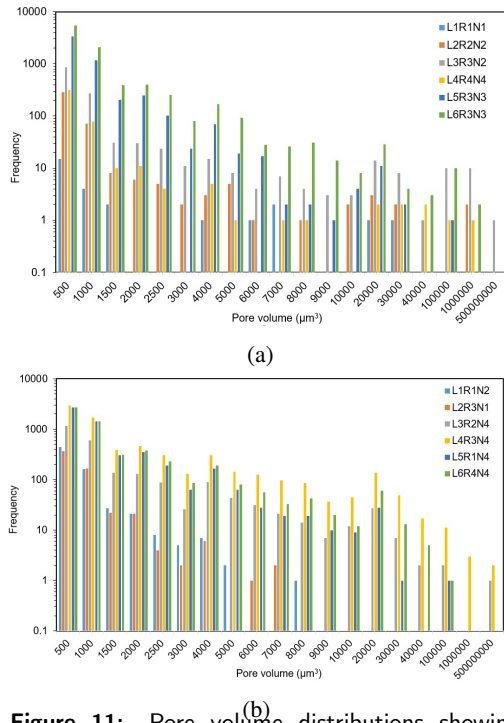 10000
1000
100
10
1
0.1
Frequency
L1R1N1
L2R2N2
L3R3N2
L4R4N4
L5R3N3
L6R3N3
500
1000
1500
2000
2500
3000
4000
5000
6000
7000
8000
9000
10000
20000
30000
40000
100000
1000000
500000000
Pore volume (µm³)
(a)
10000
1000
100
10
1
0.1
Frequency
L1R1N2
L2R3N1
L3R2N4
L4R3N4
L5R1N4
L6R4N4
500
1000
1500
2000
2500
3000
4000
5000
6000
7000
8000
9000
10000
20000
30000
40000
100000
1000000
500000000
Pore volume (µm³)
(b)
Figure 11: Pore volume distributions showin